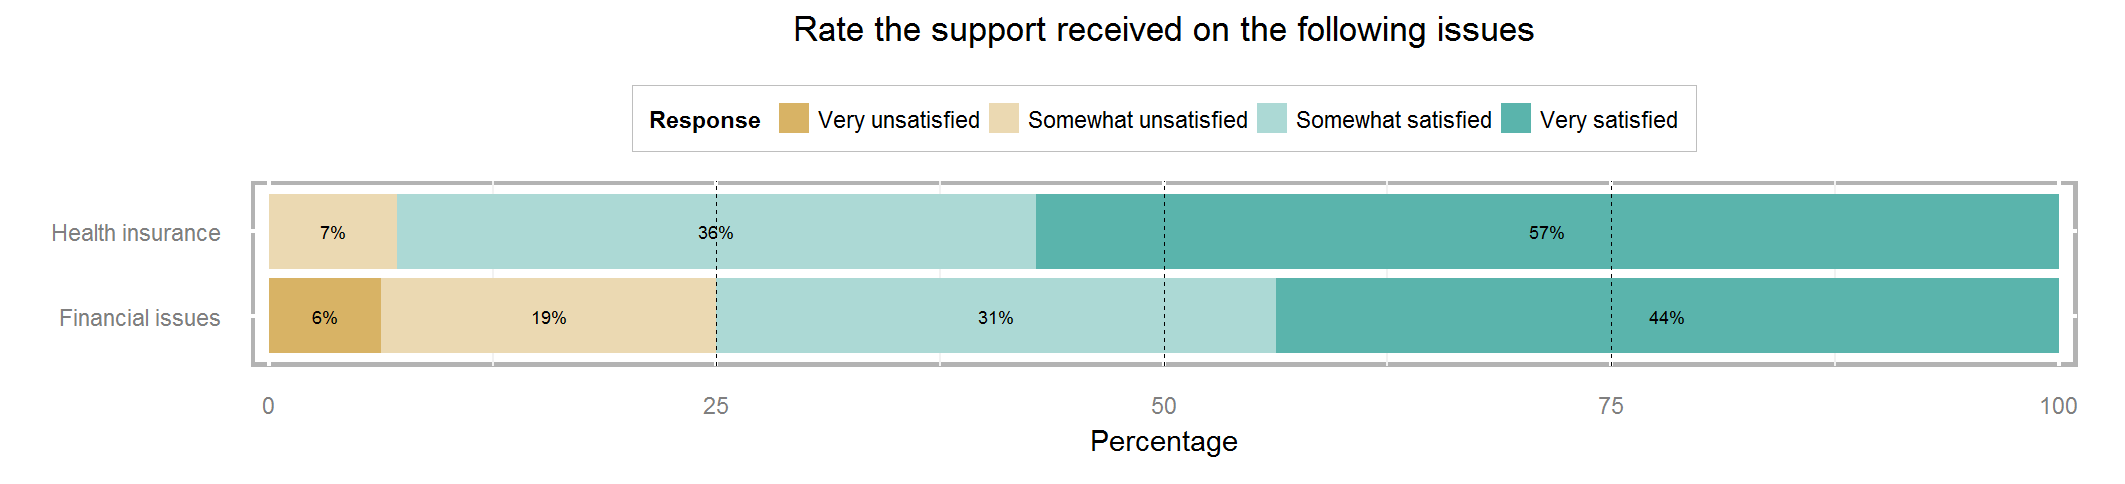 Rate the support received on the following issues
Response Very unsatisfied Somewhat unsatisfied Somewhat satisfied Very satisfied
Health insurance 7% 36% 57%
Financial issues 6% 19% 31% 44%
0 25 50 75 100
Percentage